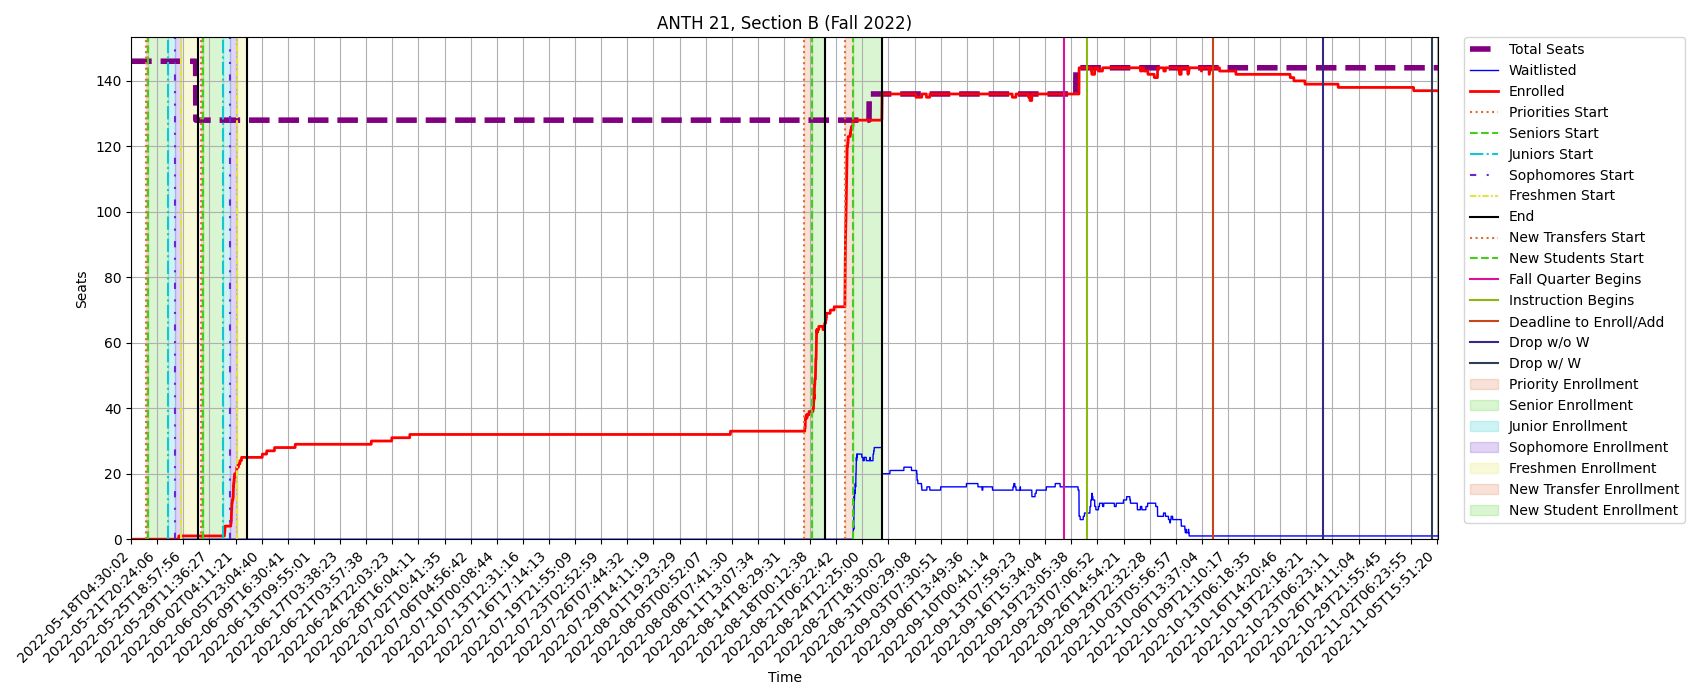 ANTH 21, Section B (Fall 2022)
Seats
140
120
100
80
60
40
20
0
2022-05-18T04:30:02
2022-05-21T20:24:06
2022-05-25T18:57:56
2022-05-29T11:36:27
2022-06-02T04:11:21
2022-06-05T23:04:40
2022-06-09T16:30:41
2022-06-13T09:55:01
2022-06-17T03:38:23
2022-06-21T03:57:38
2022-06-24T22:03:23
2022-06-28T16:04:11
2022-07-02T10:41:35
2022-07-06T04:56:42
2022-07-10T00:08:44
2022-07-13T12:31:16
2022-07-16T17:14:13
2022-07-19T21:55:09
2022-07-23T02:52:59
2022-07-26T07:44:32
2022-07-29T14:11:19
2022-08-01T19:23:29
2022-08-05T00:52:07
2022-08-08T07:41:30
2022-08-11T13:07:34
2022-08-14T18:29:31
2022-08-18T00:12:38
2022-08-21T06:22:42
2022-08-24T12:25:00
2022-08-27T18:30:02
2022-08-31T00:29:08
2022-09-03T07:30:51
2022-09-06T13:49:36
2022-09-10T00:41:14
2022-09-13T07:59:23
2022-09-16T15:34:04
2022-09-19T23:05:38
2022-09-23T07:06:52
2022-09-26T14:54:21
2022-09-29T22:32:28
2022-10-03T05:56:57
2022-10-06T13:37:04
2022-10-09T21:10:17
2022-10-13T06:18:35
2022-10-16T14:20:46
2022-10-19T22:18:21
2022-10-23T06:23:11
2022-10-26T14:11:04
2022-10-29T21:55:45
2022-11-02T06:23:55
2022-11-05T15:51:20
Time
Total Seats
Waitlisted
Enrolled
Priorities Start
Seniors Start
Juniors Start
Sophomores Start
Freshmen Start
End
New Transfers Start
New Students Start
Fall Quarter Begins
Instruction Begins
Deadline to Enroll/Add
Drop w/o W
Drop w/ W
Priority Enrollment
Senior Enrollment
Junior Enrollment
Sophomore Enrollment
Freshmen Enrollment
New Transfer Enrollment
New Student Enrollment